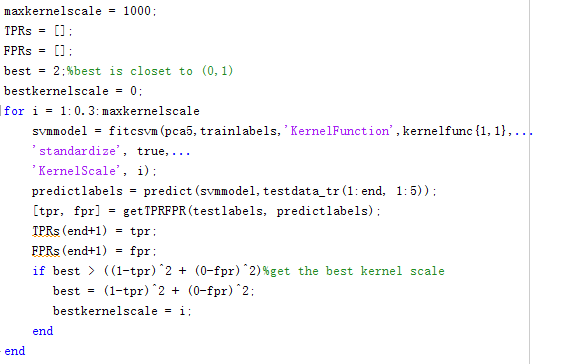 maxkernelscale = 1000;
TPRs = [];
FPRs = [];
best = 2;%best is closet to (0,1)
bestkernelscale = 0;
for i = 1:0.3:maxkernelscale
svmmodel = fitcsvm(pca5,trainlabels,'KernelFunction',kernelfunc{1,1},...
'standardize', true,...
'KernelScale', i);
predictlabels = predict(svmmodel,testdata_tr(1:end, 1:5));
[tpr, fpr] = getTPRFPR(testlabels, predictlabels);
TPRs(end+1) = tpr;
FPRs(end+1) = fpr;
if best > ((1-tpr)^2 + (0-fpr)^2)%get the best kernel scale
best = (1-tpr)^2 + (0-fpr)^2;
bestkernelscale = i;
end
end